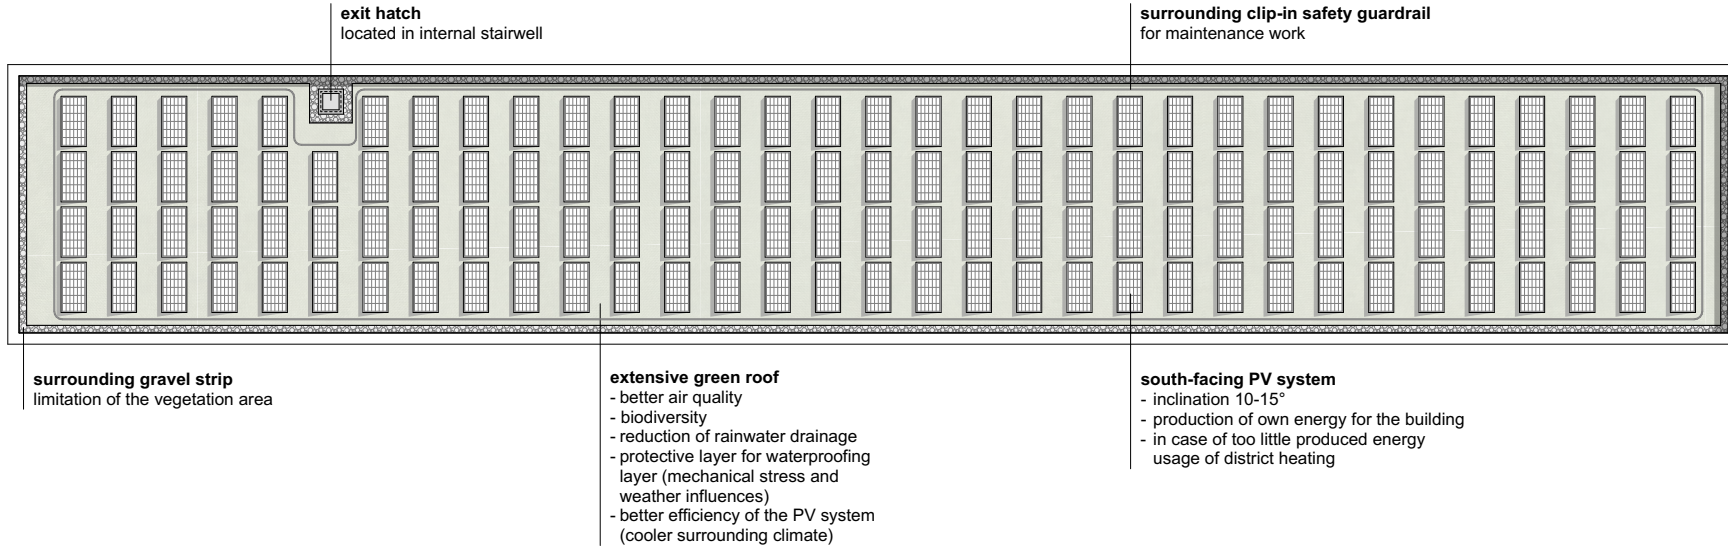 exit hatch
located in internal stairwell
surrounding clip-in safety guardrail
for maintenance work
surrounding gravel strip
limitation of the vegetation area
extensive green roof
- better air quality
- biodiversity
- reduction of rainwater drainage
- protective layer for waterproofing
layer (mechanical stress and
weather influences)
- better efficiency of the PV system
(cooler surrounding climate)
south-facing PV system
- inclination 10-15°
- production of own energy for the building
- in case of too little produced energy
usage of district heating